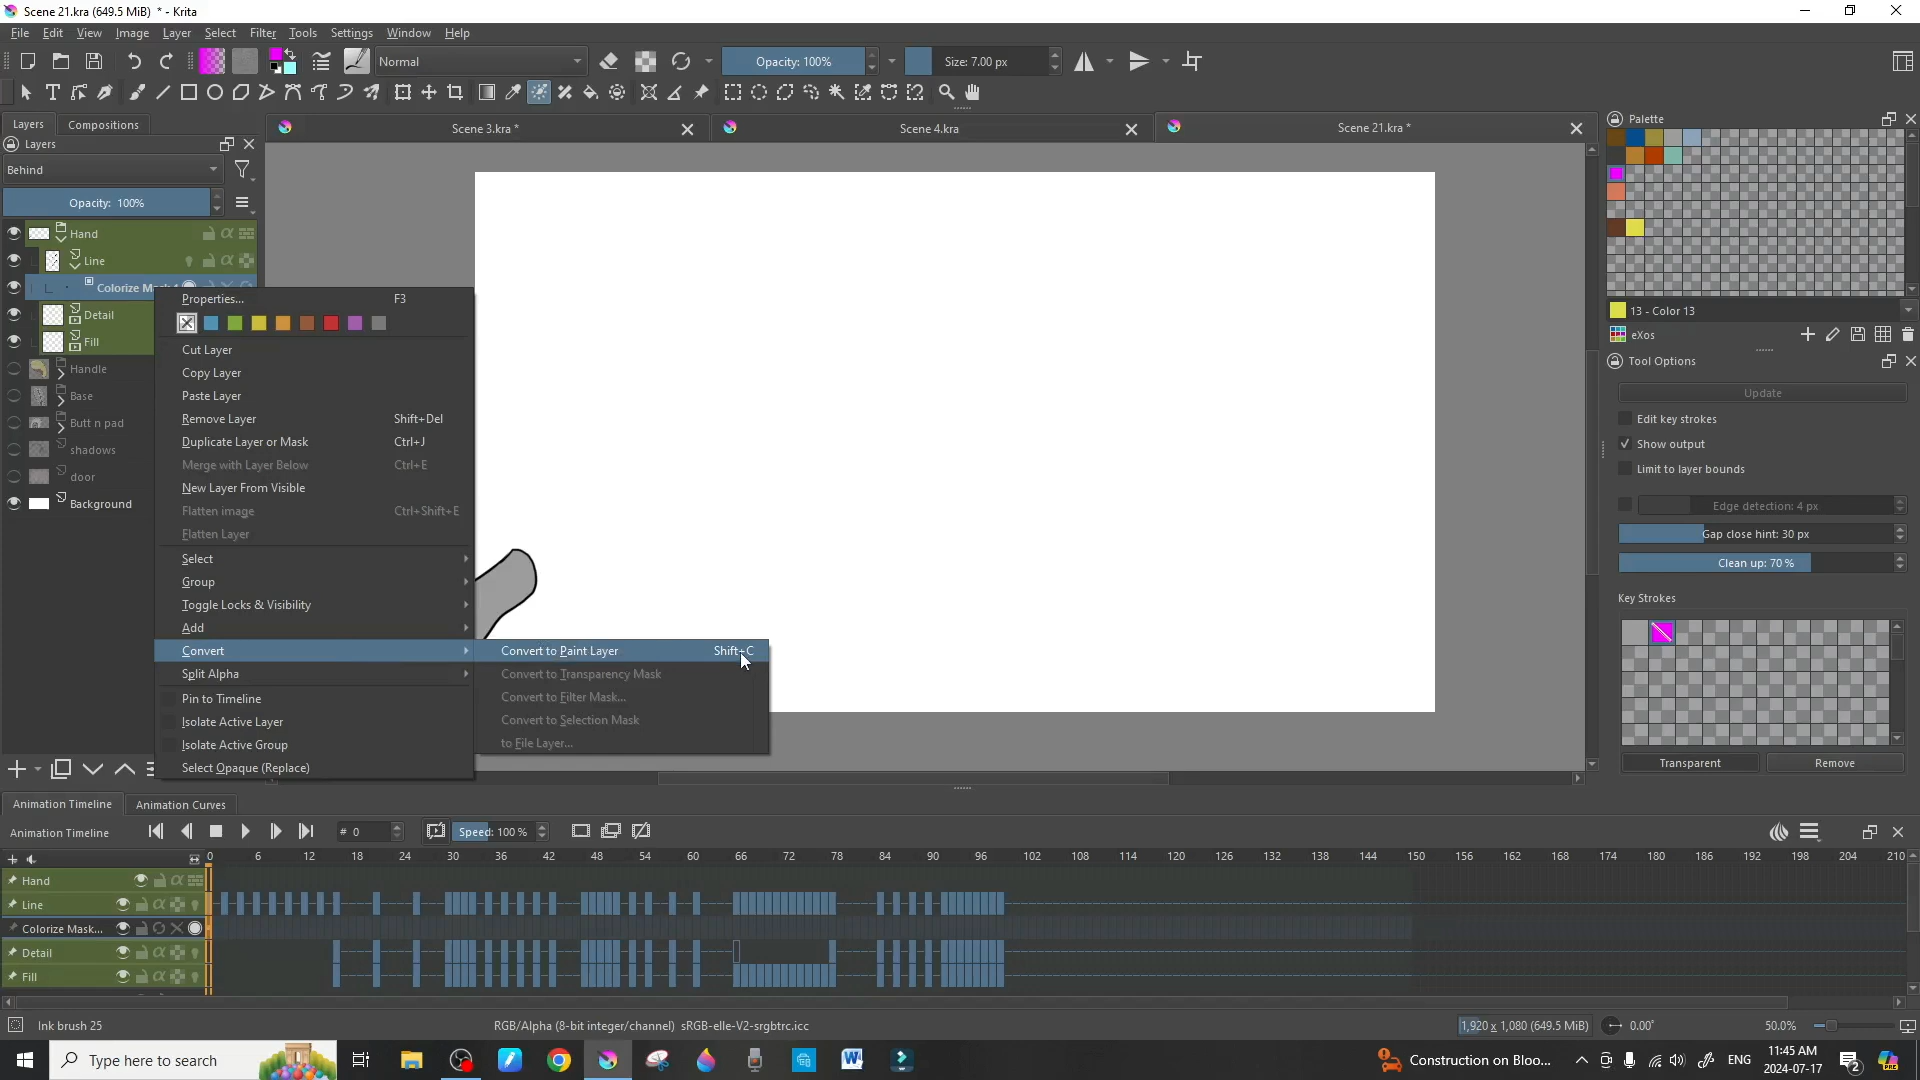 Scene 21.kra (649.5 MiB) * - Krita
File Edit View Image Layer Select Filter Tools Settings Window Help
Normal Opacity: 100% Size: 7.00 px
Layers Compositions
Layers
Scene 3.kra * Scene 4.kra Scene 21.kra *
Behind
Opacity: 100%
Hand
Line
Colorize M
Detail
Fill
Handle
Base
Butt n pad
shadows
door
Background
Properties... F3
Cut Layer
Copy Layer
Paste Layer
Remove Layer Shift+Del
Duplicate Layer or Mask Ctrl+J
Merge with Layer Below Ctrl+E
New Layer From Visible
Flatten image Ctrl+Shift+E
Flatten Layer
Select
Group
Toggle Locks & Visibility
Add
Convert
Split Alpha
Pin to Timeline
Isolate Active Layer
Isolate Active Group
Select Opaque (Replace)
Convert to Paint Layer Shift+C
Convert to Transparency Mask
Convert to Filter Mask...
Convert to Selection Mask
to File Layer...
Palette
13 - Color 13
eXos
Tool Options
Update
Edit key strokes
Show output
Limit to layer bounds
Edge detection: 4 px
Gap close hint: 30 px
Clean up: 70 %
Key Strokes
Transparent Remove
Animation Timeline Animation Curves
Animation Timeline # 0 Speed: 100 %
0 6 12 18 24 30 36 42 48 54 60 66 72 78 84 90 96 102 108 114 120 126 132 138 144 150 156 162 168 174 180 186 192 198 204 210
Hand
Line
Colorize Mask...
Detail
Fill
Ink brush 25 RGB/Alpha (8-bit integer/channel) sRGB-elle-V2-srgbtrc.icc 1,920 x 1,080 (649.5 MiB) 0.00° 50.0%
Type here to search Construction on Bloo... ENG 11:45 AM
2024-07-17 2